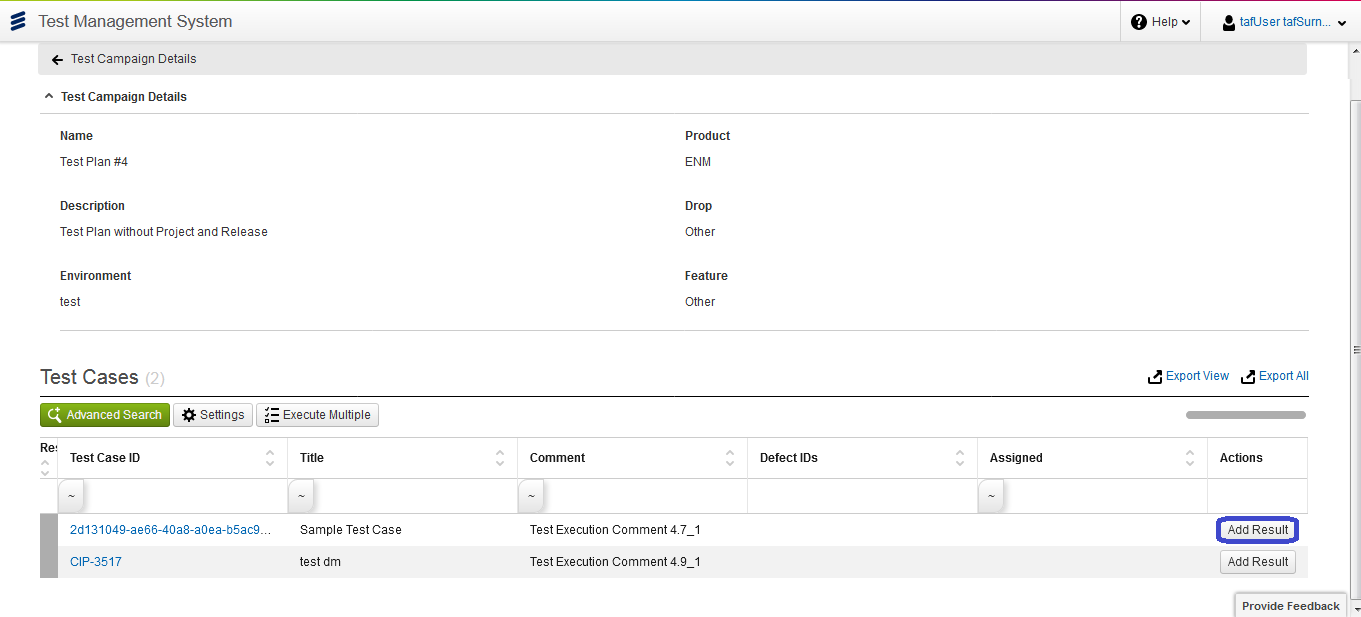 Test Management System
Help
tafUser tafSurn...
Test Campaign Details
Test Campaign Details
Name
Product
Test Plan #4
ENM
Description
Drop
Test Plan without Project and Release
Other
Environment
Feature
test
Other
Test Cases (2)
Export View
Export All
Advanced Search
Settings
Execute Multiple
Res
Test Case ID
Title
Comment
Defect IDs
Assigned
Actions
~
~
~
~
2d131049-ae66-40a8-a0ea-b5ac9...
Sample Test Case
Test Execution Comment 4.7_1
Add Result
CIP-3517
test dm
Test Execution Comment 4.9_1
Add Result
Provide Feedback